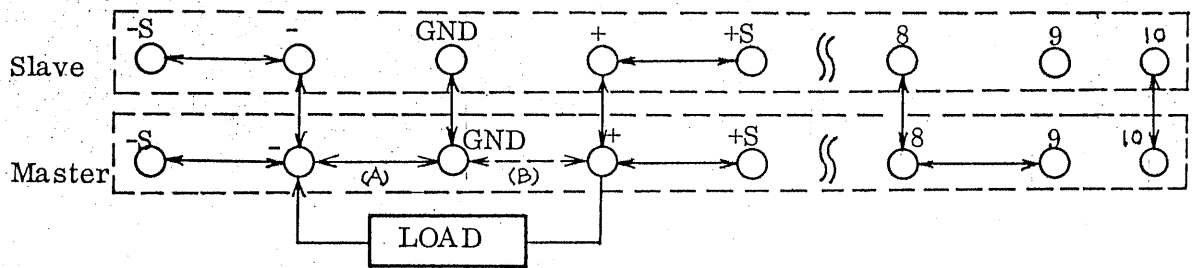 -S - GND + +S 8 9 10
Slave
-S - GND + +S 8 9 10
Master
(A) (B)
LOAD